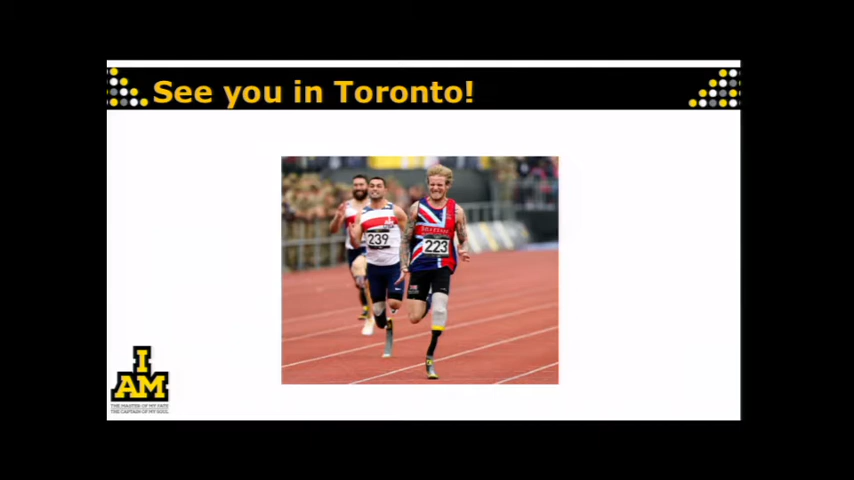 See you in Toronto!
239
223
I
AM
THE MASTER OF MY FATE
THE CAPTAIN OF MY SOUL